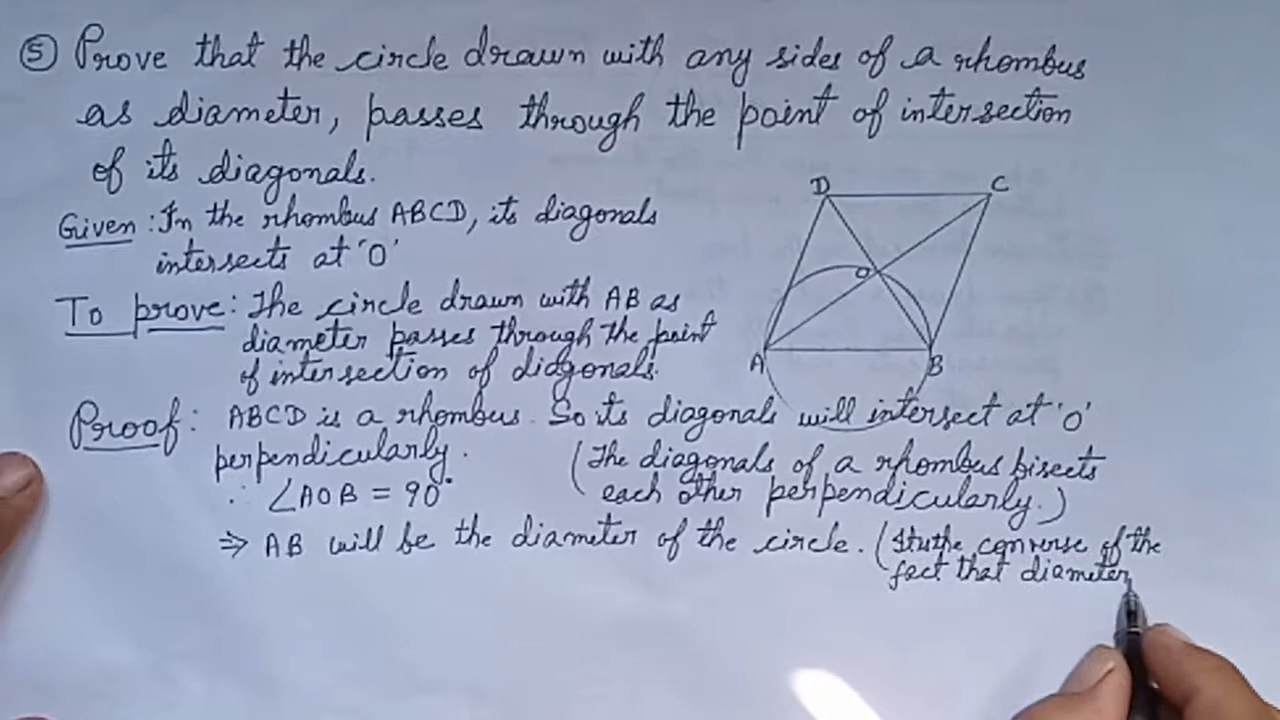 ⑤ Prove that the circle drawn with any sides of a rhombus
as diameter, passes through the point of intersection
of its diagonals.
Given : In the rhombus ABCD, its diagonals
intersects at 'O'
To prove : The circle drawn with AB as
diameter passes through the point
of intersection of diagonals.
D C
O
A B
Proof : ABCD is a rhombus. So its diagonals will intersect at 'O'
perpendicularly. (The diagonals of a rhombus bisects
∴ ∠AOB = 90° each other perpendicularly.)
⇒ AB will be the diameter of the circle. (It the converse of the
fact that diameter